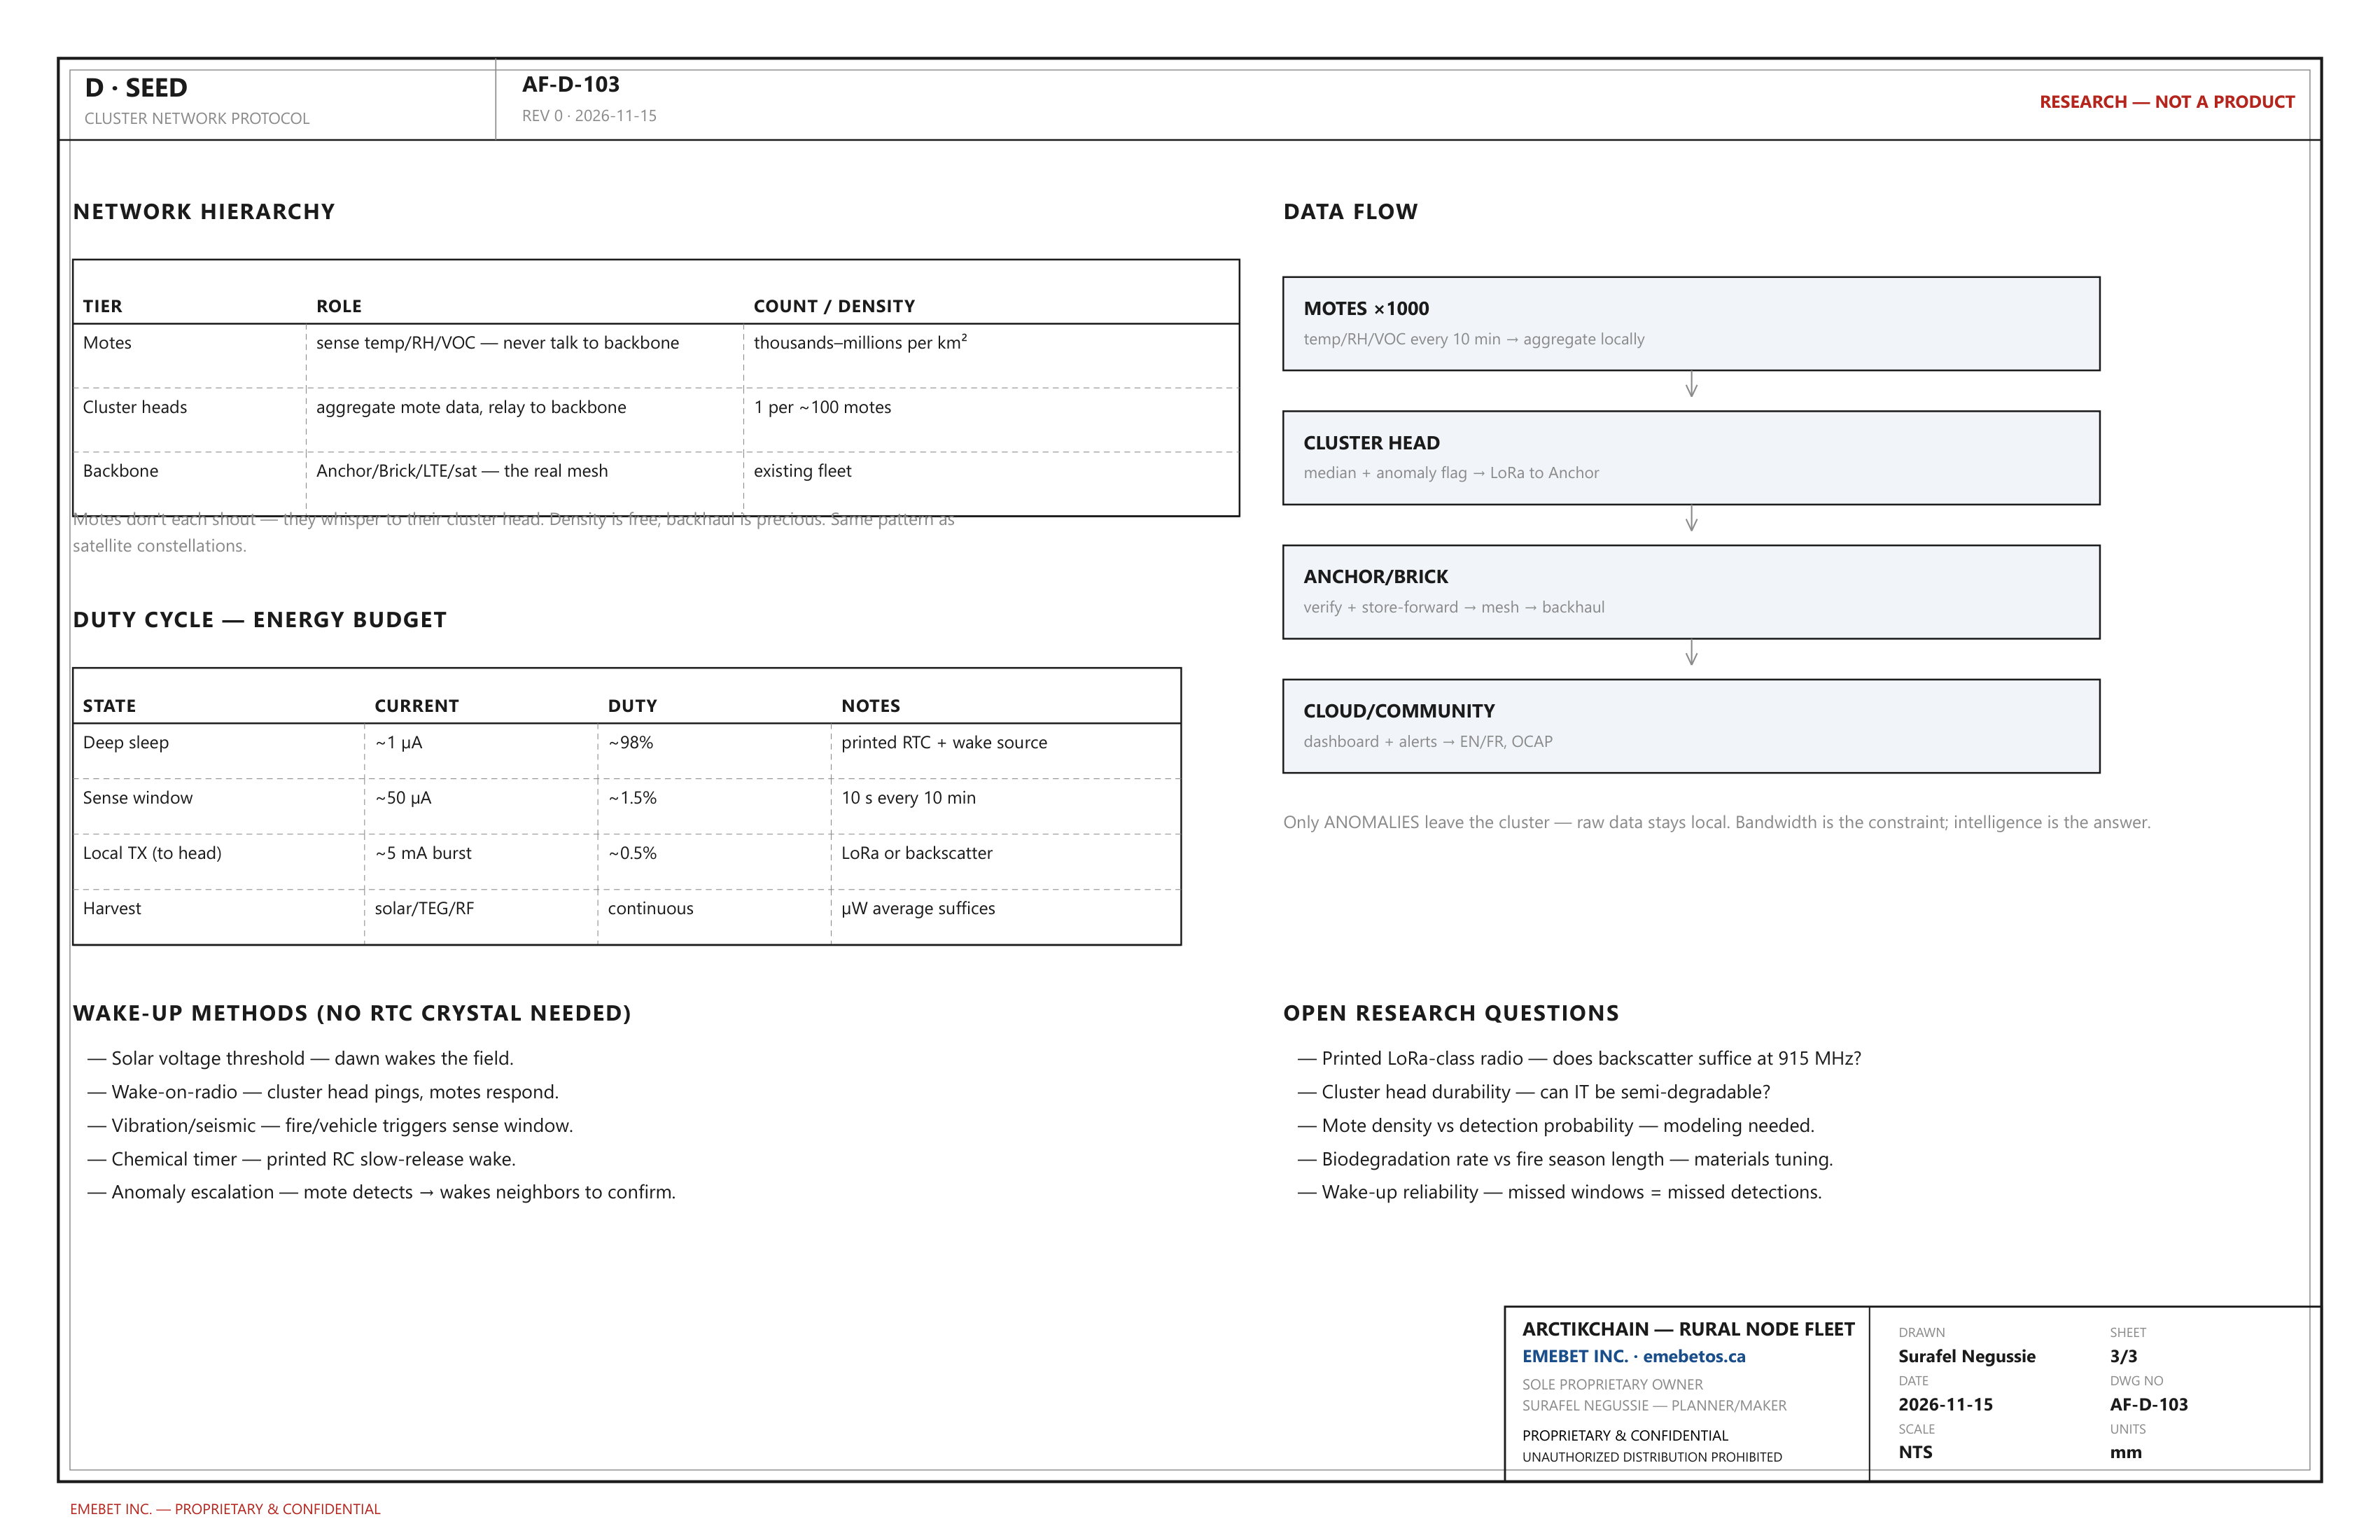 D · SEED
CLUSTER NETWORK PROTOCOL
AF-D-103
REV 0 · 2026-11-15
RESEARCH — NOT A PRODUCT
NETWORK HIERARCHY
TIER ROLE COUNT / DENSITY
Motes sense temp/RH/VOC — never talk to backbone thousands–millions per km²
Cluster heads aggregate mote data, relay to backbone 1 per ~100 motes
Backbone Anchor/Brick/LTE/sat — the real mesh existing fleet
Motes don't each shout — they whisper to their cluster head. Density is free, backhaul is precious. Same pattern as
satellite constellations.
DUTY CYCLE — ENERGY BUDGET
STATE CURRENT DUTY NOTES
Deep sleep ~1 µA ~98% printed RTC + wake source
Sense window ~50 µA ~1.5% 10 s every 10 min
Local TX (to head) ~5 mA burst ~0.5% LoRa or backscatter
Harvest solar/TEG/RF continuous µW average suffices
DATA FLOW
MOTES ×1000
temp/RH/VOC every 10 min → aggregate locally
CLUSTER HEAD
median + anomaly flag → LoRa to Anchor
ANCHOR/BRICK
verify + store-forward → mesh → backhaul
CLOUD/COMMUNITY
dashboard + alerts → EN/FR, OCAP
Only ANOMALIES leave the cluster — raw data stays local. Bandwidth is the constraint; intelligence is the answer.
WAKE-UP METHODS (NO RTC CRYSTAL NEEDED)
— Solar voltage threshold — dawn wakes the field.
— Wake-on-radio — cluster head pings, motes respond.
— Vibration/seismic — fire/vehicle triggers sense window.
— Chemical timer — printed RC slow-release wake.
— Anomaly escalation — mote detects → wakes neighbors to confirm.
OPEN RESEARCH QUESTIONS
— Printed LoRa-class radio — does backscatter suffice at 915 MHz?
— Cluster head durability — can IT be semi-degradable?
— Mote density vs detection probability — modeling needed.
— Biodegradation rate vs fire season length — materials tuning.
— Wake-up reliability — missed windows = missed detections.
ARCTIKCHAIN — RURAL NODE FLEET
EMEBET INC. · emebetos.ca
SOLE PROPRIETARY OWNER
SURAFEL NEGUSSIE — PLANNER/MAKER
PROPRIETARY & CONFIDENTIAL
UNAUTHORIZED DISTRIBUTION PROHIBITED
DRAWN SHEET
Surafel Negussie 3/3
DATE DWG NO
2026-11-15 AF-D-103
SCALE UNITS
NTS mm
EMEBET INC. — PROPRIETARY & CONFIDENTIAL